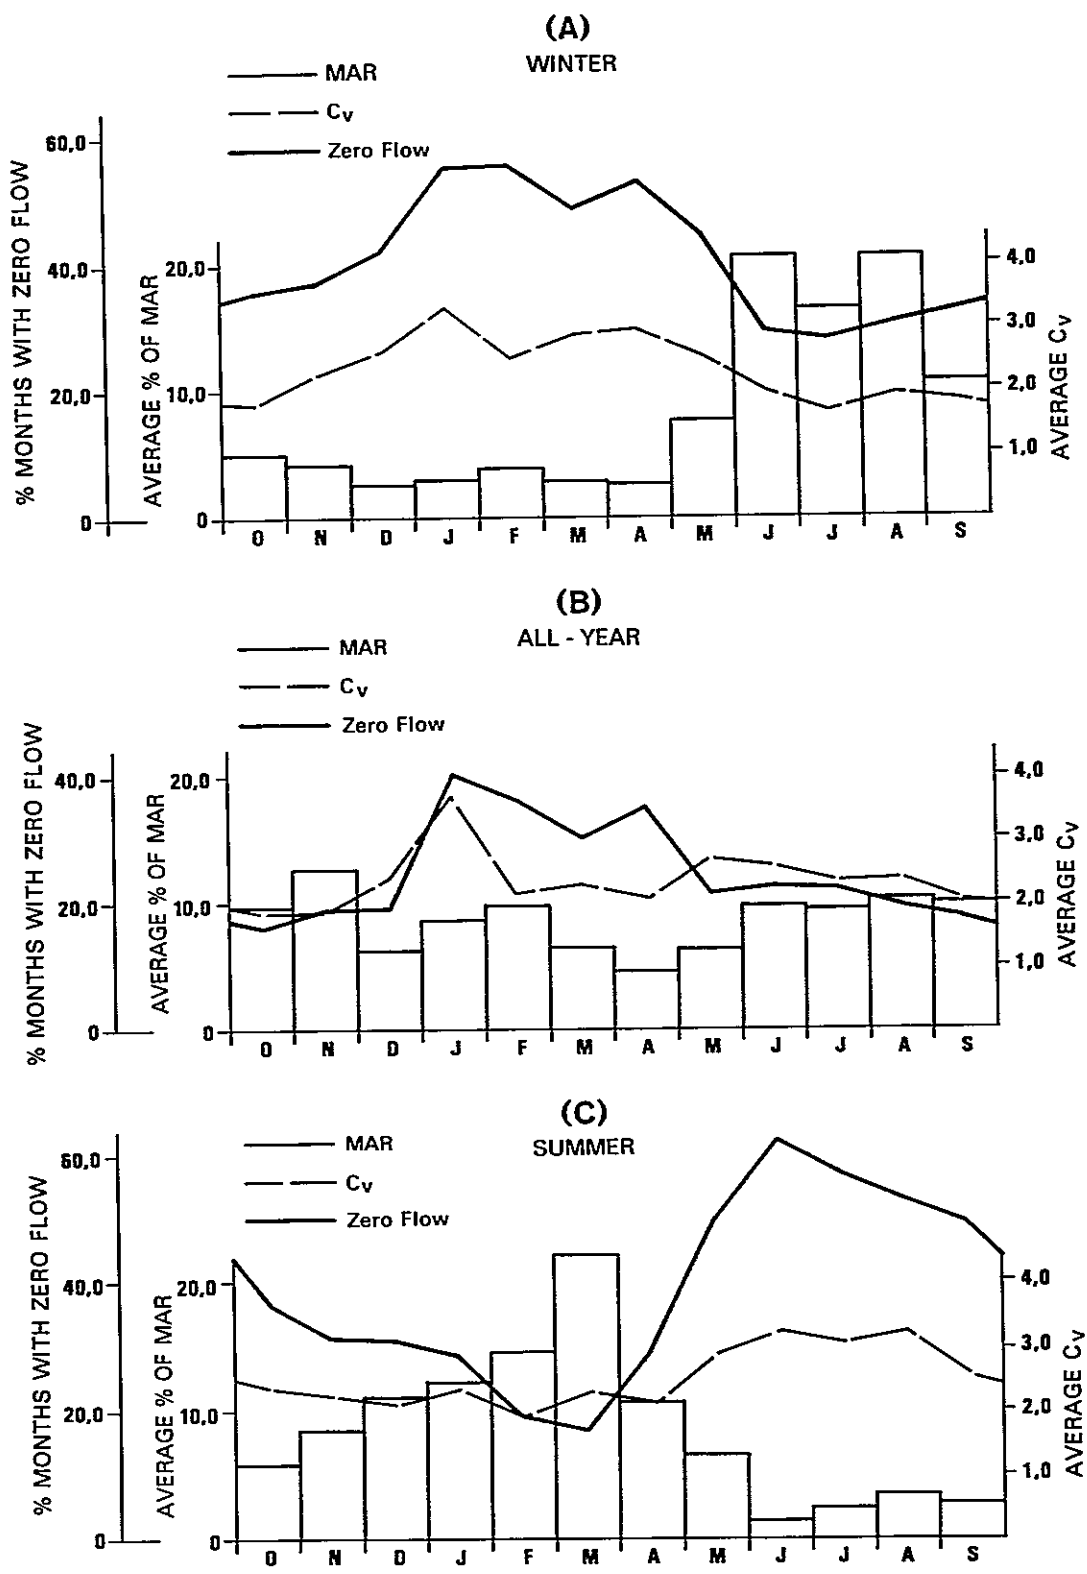 (A)
WINTER
MAR
Cv
Zero Flow
% MONTHS WITH ZERO FLOW
60,0
40,0
20,0
0
AVERAGE % OF MAR
20,0
10,0
0
4,0
3,0
2,0
1,0
AVERAGE Cv
O N D J F M A M J J A S
(B)
ALL - YEAR
MAR
Cv
Zero Flow
% MONTHS WITH ZERO FLOW
40,0
20,0
0
AVERAGE % OF MAR
20,0
10,0
0
4,0
3,0
2,0
1,0
AVERAGE Cv
O N D J F M A M J J A S
(C)
SUMMER
MAR
Cv
Zero Flow
% MONTHS WITH ZERO FLOW
60,0
40,0
20,0
0
AVERAGE % OF MAR
20,0
10,0
0
4,0
3,0
2,0
1,0
AVERAGE Cv
O N D J F M A M J J A S